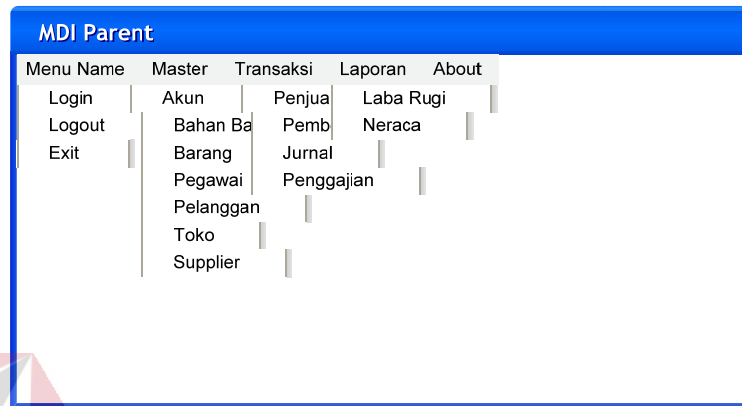 MDI Parent
Menu Name Master Transaksi Laporan About
Login Akun Penjua Laba Rugi
Logout Bahan Ba Pemb Neraca
Exit Barang Jurnal
Pegawai Penggajian
Pelanggan
Toko
Supplier